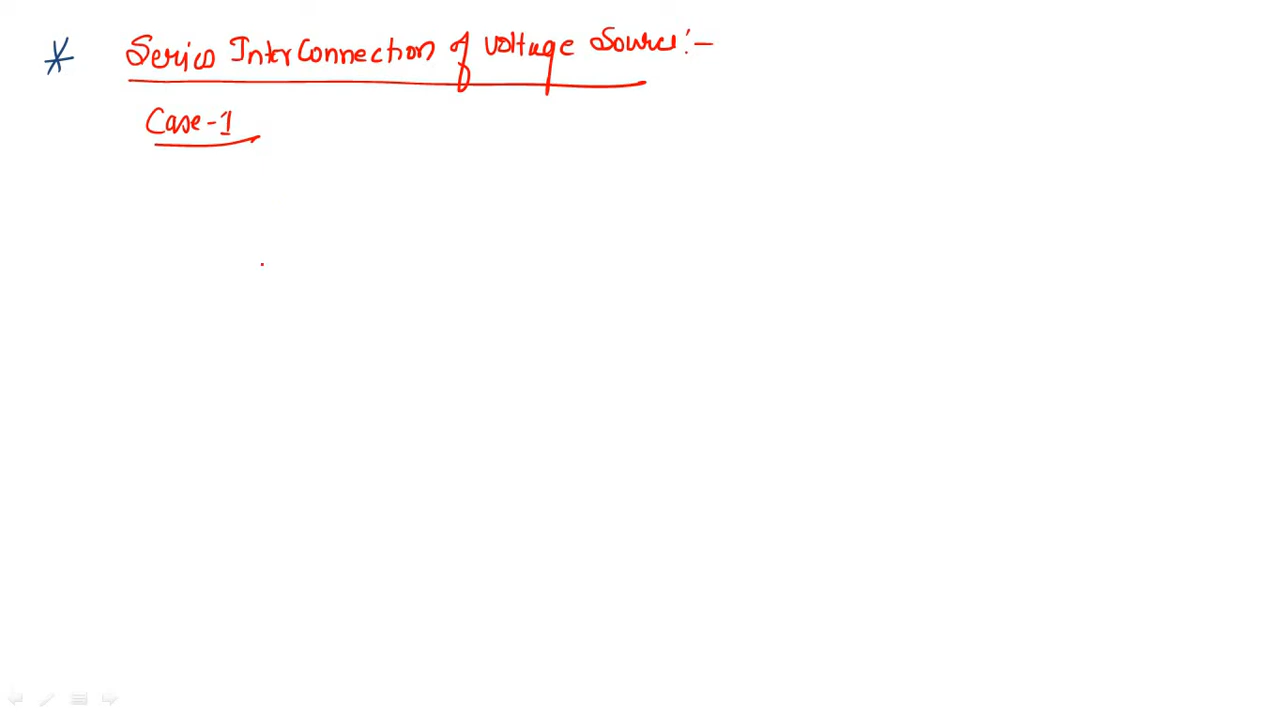 * Series InterConnection of voltage Source:-
Case-1